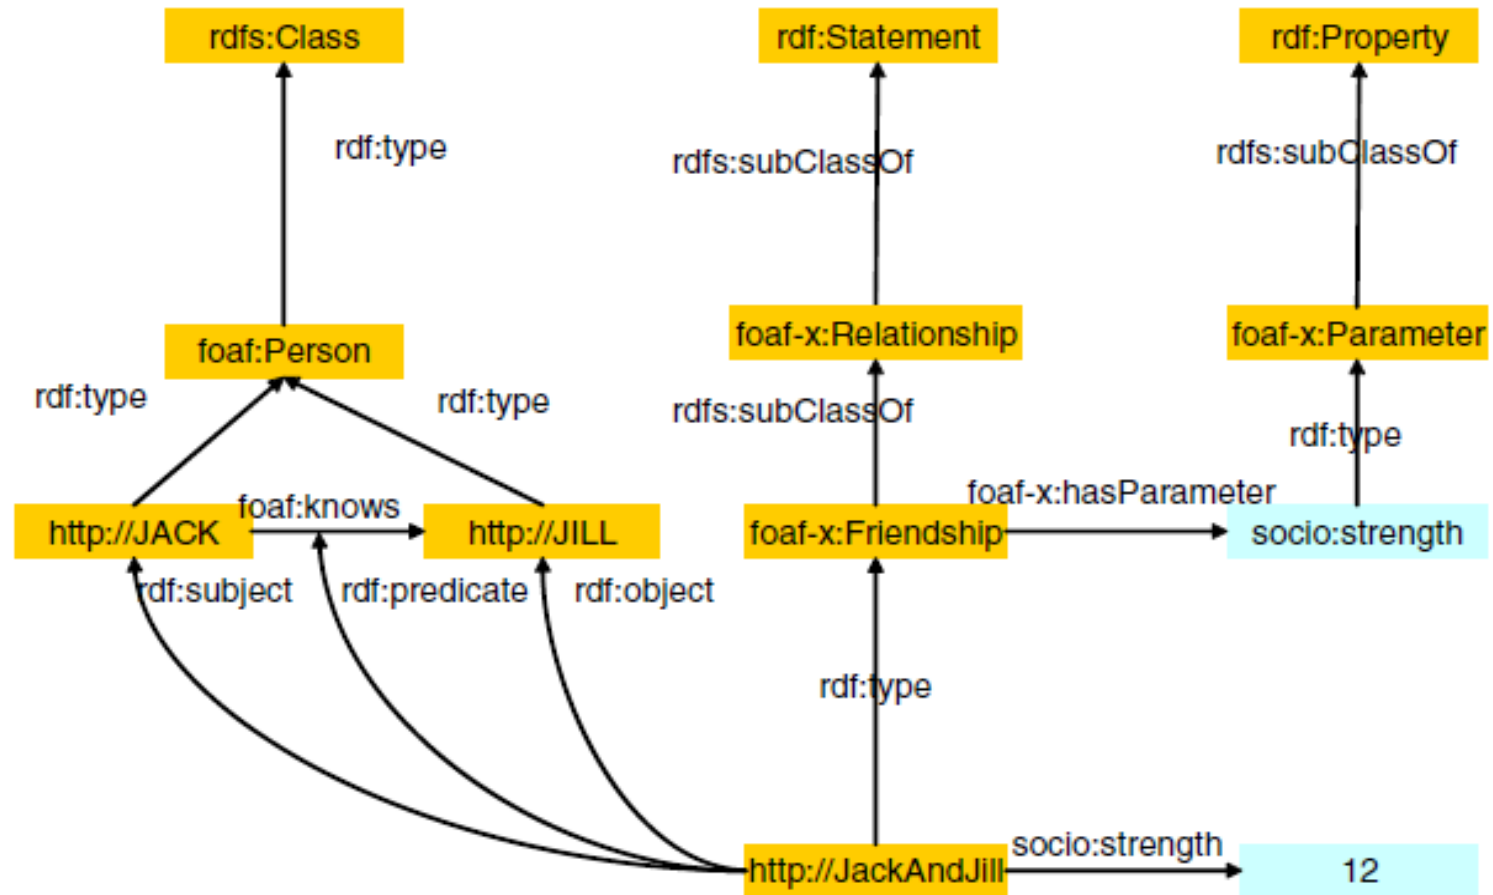 rdfs:Class
rdf:Statement
rdf:Property
rdf:type
rdfs:subClassOf
rdfs:subClassOf
foaf:Person
foaf-x:Relationship
foaf-x:Parameter
rdf:type
rdf:type
rdfs:subClassOf
rdf:type
foaf:knows
foaf-x:hasParameter
http://JACK
http://JILL
foaf-x:Friendship
socio:strength
rdf:subject
rdf:predicate
rdf:object
rdf:type
socio:strength
http://JackAndJill
12